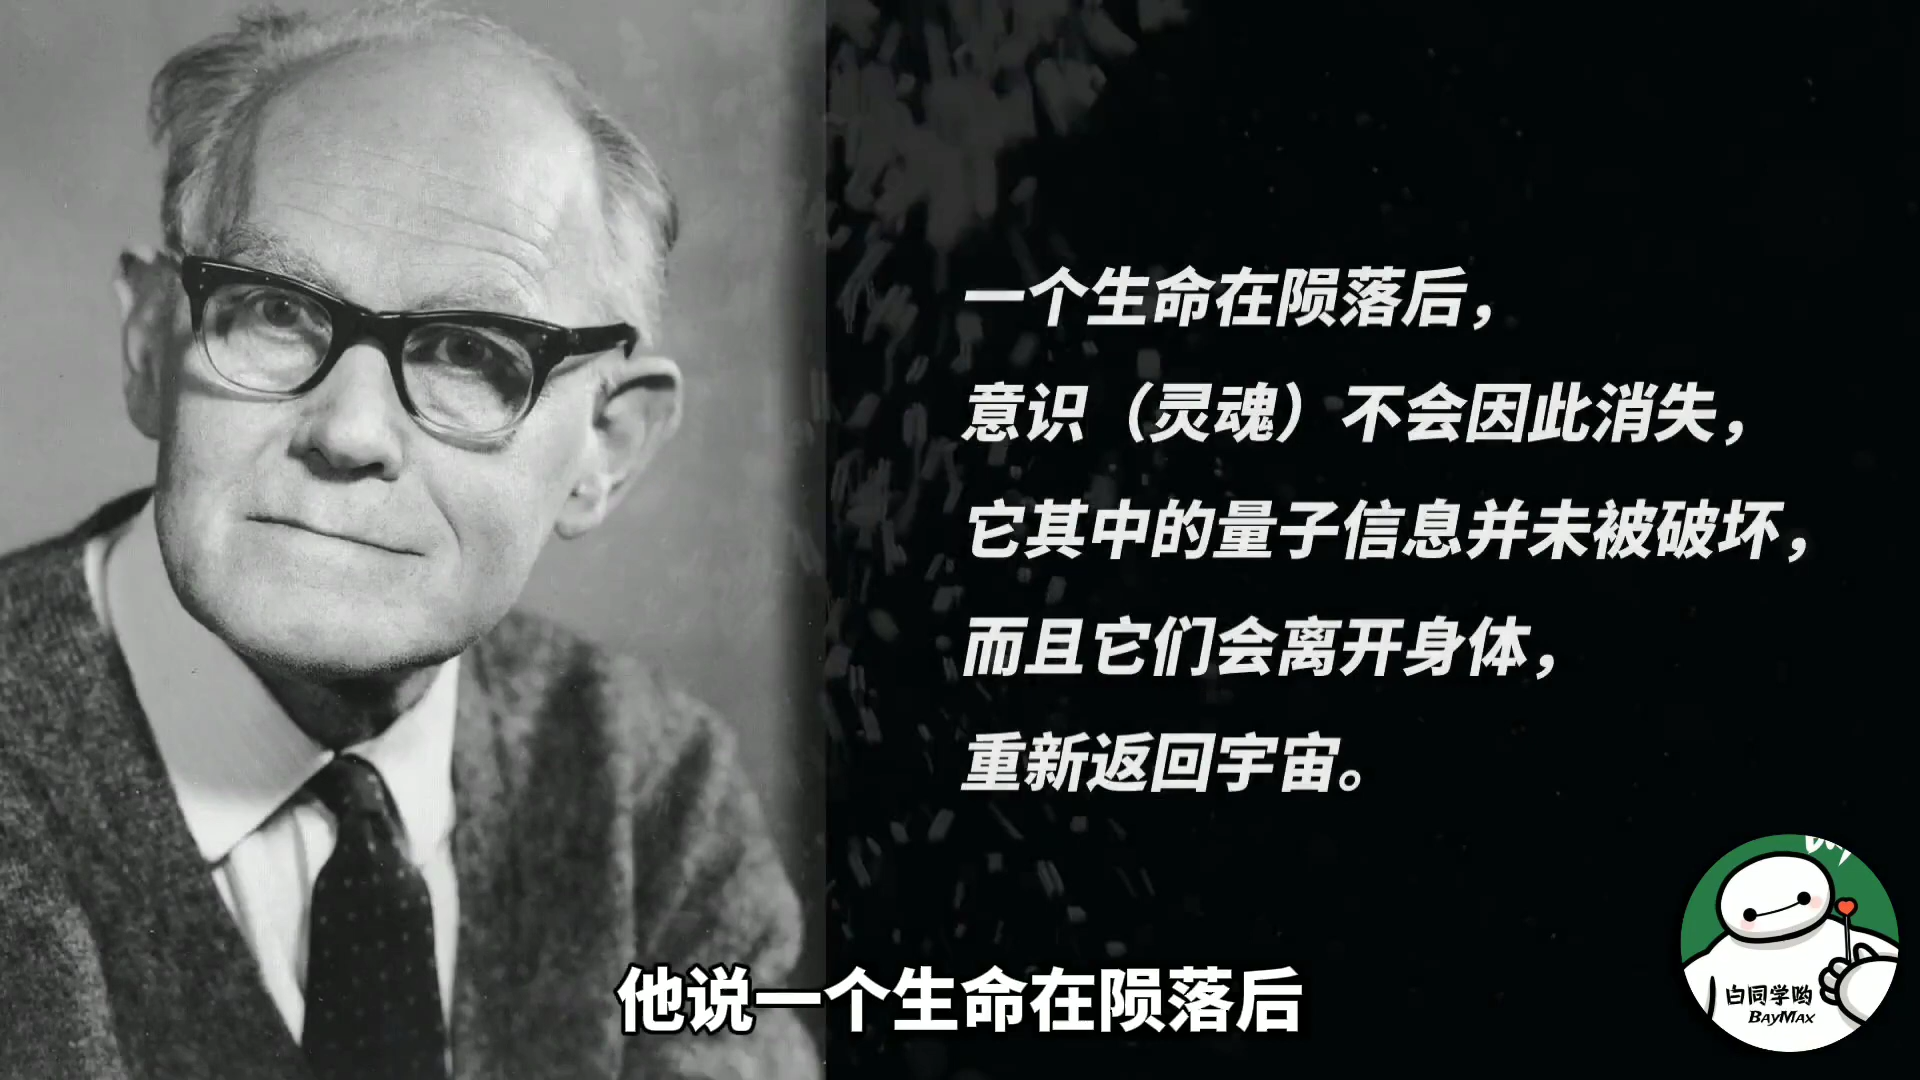 一个生命在陨落后，
意识（灵魂）不会因此消失，
它其中的量子信息并未被破坏，
而且它们会离开身体，
重新返回宇宙。
他说一个生命在陨落后
白同学哟
BAYMAX